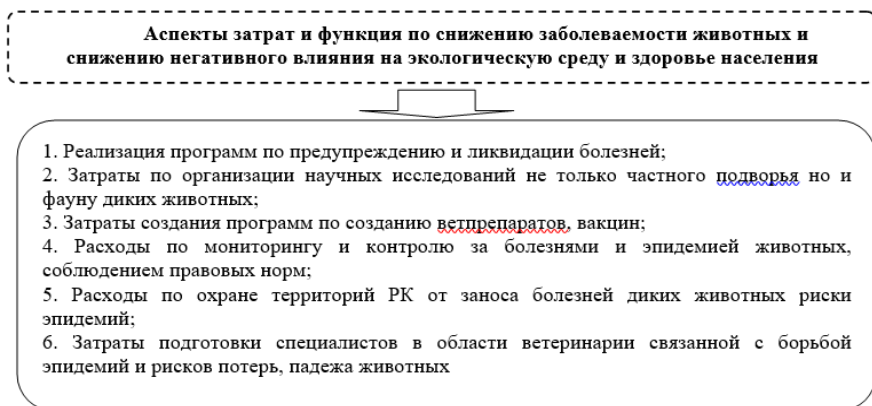 Аспекты затрат и функция по снижению заболеваемости животных и
снижению негативного влияния на экологическую среду и здоровье населения
1. Реализация программ по предупреждению и ликвидации болезней;
2. Затраты по организации научных исследований не только частного подворья но и
фауну диких животных;
3. Затраты создания программ по созданию ветпрепаратов, вакцин;
4. Расходы по мониторингу и контролю за болезнями и эпидемией животных,
соблюдением правовых норм;
5. Расходы по охране территорий РК от заноса болезней диких животных риски
эпидемий;
6. Затраты подготовки специалистов в области ветеринарии связанной с борьбой
эпидемий и рисков потерь, падежа животных